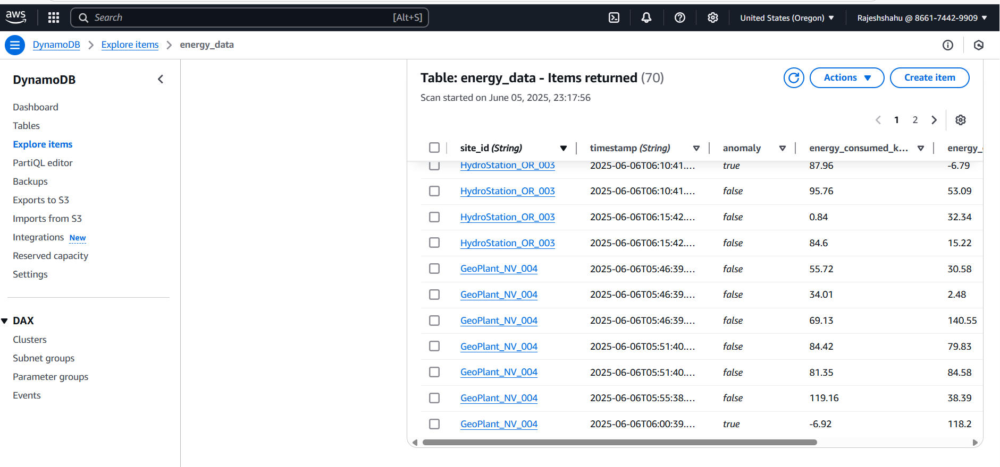 aws
Search
[Alt+S]
United States (Oregon)
Rajeshshahu @ 8661-7442-9909
DynamoDB
Explore items
energy_data
DynamoDB
Dashboard
Tables
Explore items
PartiQL editor
Backups
Exports to S3
Imports from S3
Integrations New
Reserved capacity
Settings
DAX
Clusters
Subnet groups
Parameter groups
Events
Table: energy_data - Items returned (70)
Scan started on June 05, 2025, 23:17:56
Actions
Create item
1 2
site_id (String) timestamp (String) anomaly energy_consumed_k... energy_
HydroStation_OR_003 2025-06-06T06:10:41.... true 87.96 -6.79
HydroStation_OR_003 2025-06-06T06:10:41.... false 95.76 53.09
HydroStation_OR_003 2025-06-06T06:15:42.... false 0.84 32.34
HydroStation_OR_003 2025-06-06T06:15:42.... false 84.6 15.22
GeoPlant_NV_004 2025-06-06T05:46:39.... false 55.72 30.58
GeoPlant_NV_004 2025-06-06T05:46:39.... false 34.01 2.48
GeoPlant_NV_004 2025-06-06T05:46:39.... false 69.13 140.55
GeoPlant_NV_004 2025-06-06T05:51:40.... false 84.42 79.83
GeoPlant_NV_004 2025-06-06T05:51:40.... false 81.35 84.58
GeoPlant_NV_004 2025-06-06T05:55:38.... false 119.16 38.39
GeoPlant_NV_004 2025-06-06T06:00:39.... true -6.92 118.2